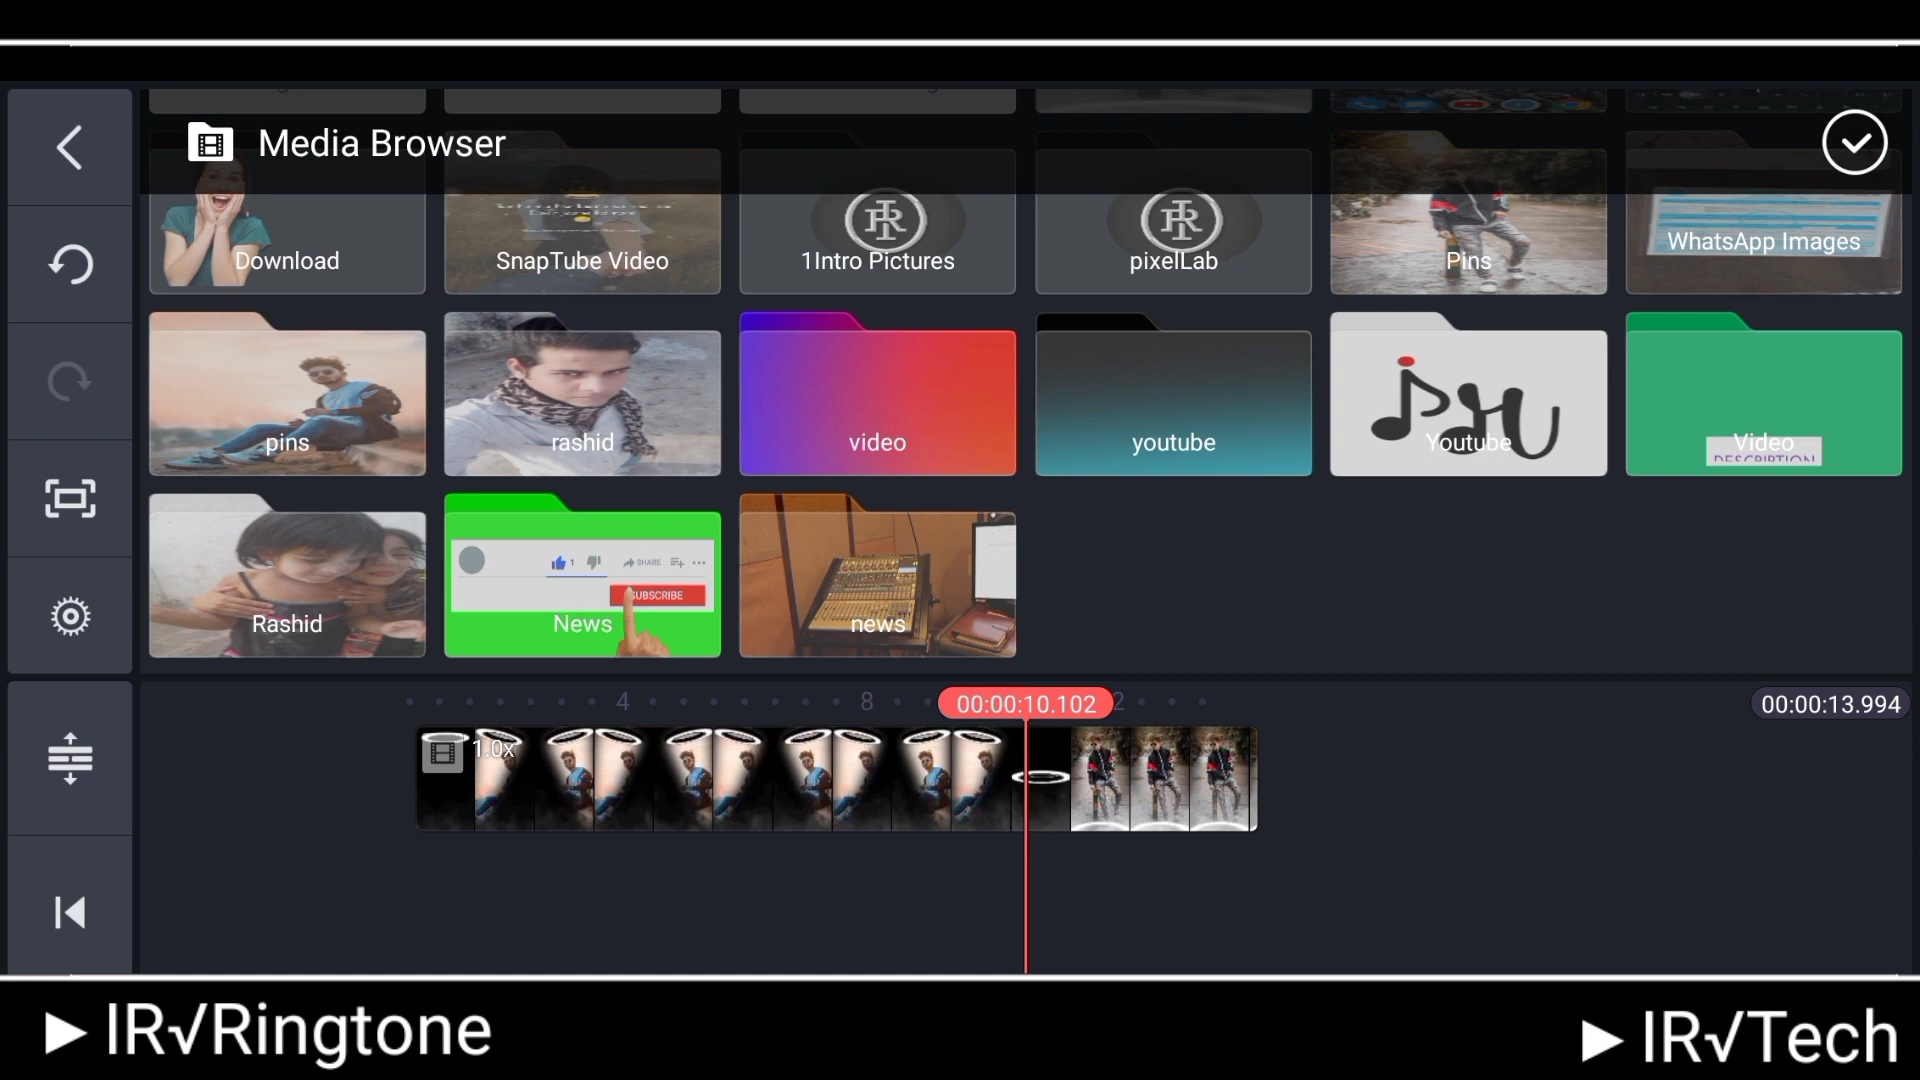 Media Browser
Download
SnapTube Video
1Intro Pictures
pixelLab
Pins
WhatsApp Images
pins
rashid
video
youtube
Youtube
Video
DESCRIPTION
Rashid
1
SHARE
SUBSCRIBE
News
news
4
8
00:00:10.102
2
00:00:13.994
1.0x
▶ IR√Ringtone
▶ IR√Tech